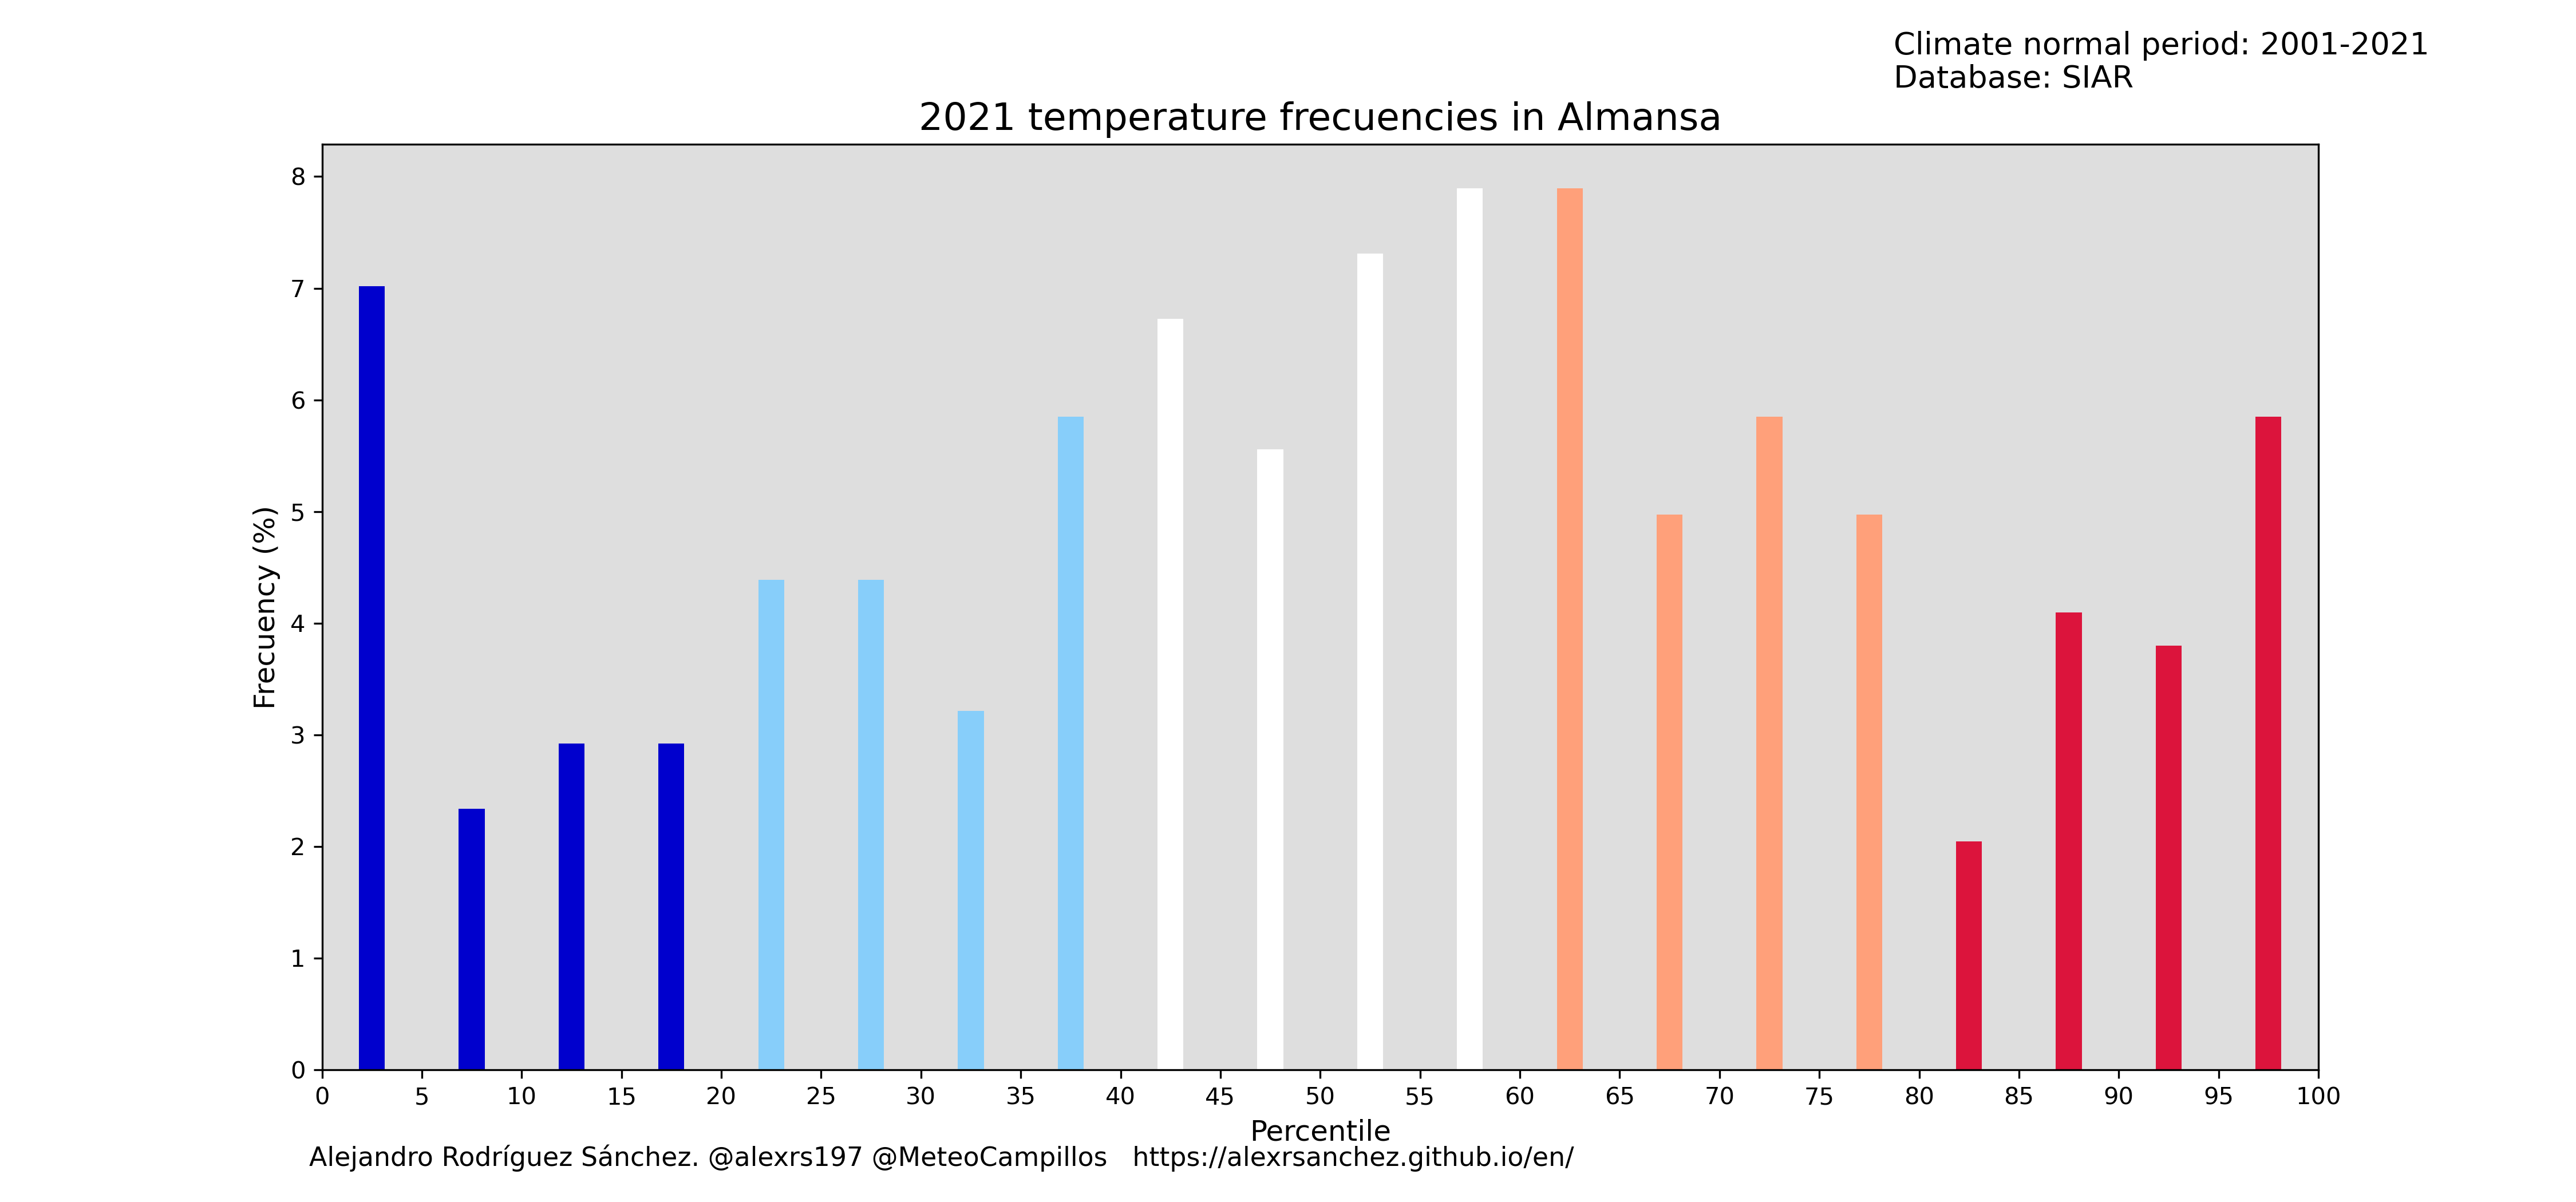 Climate normal period: 2001-2021
Database: SIAR
2021 temperature frecuencies in Almansa
8
7
6
5
4
3
2
1
0
Frecuency (%)
0 5 10 15 20 25 30 35 40 45 50 55 60 65 70 75 80 85 90 95 100
Percentile
Alejandro Rodríguez Sánchez. @alexrs197 @MeteoCampillos https://alexrsanchez.github.io/en/